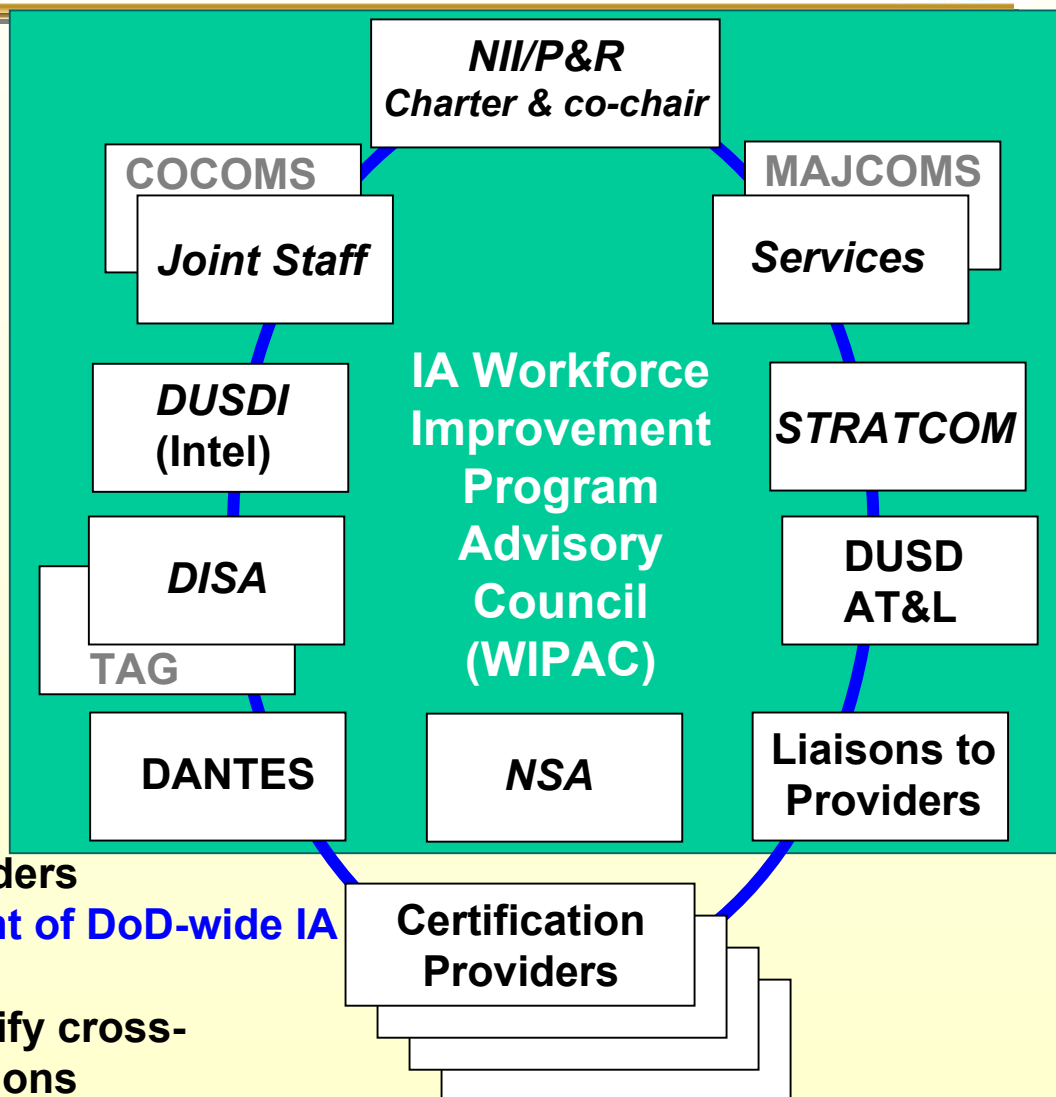 NII/P&R
Charter & co-chair
COCOMS
Joint Staff
MAJCOMS
Services
DUSDI
(Intel)
IA Workforce
Improvement
Program
Advisory
Council
(WIPAC)
STRATCOM
DISA
TAG
DUSD
AT&L
DANTES
NSA
Liaisons to
Providers
ders
nt of DoD-wide IA
ify cross-
ions
Certification
Providers